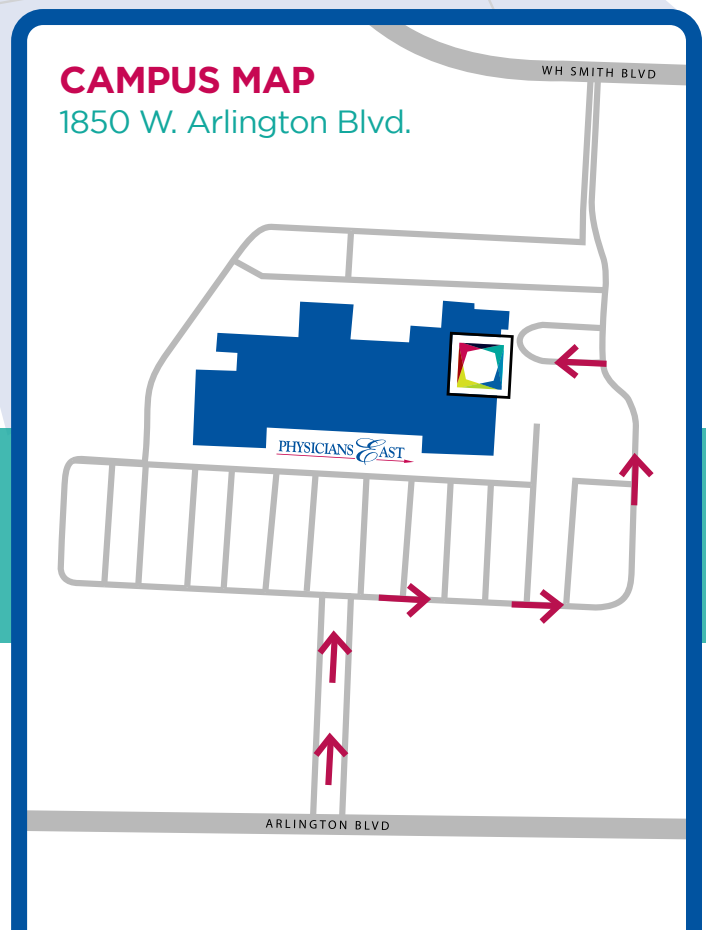 CAMPUS MAP
1850 W. Arlington Blvd.
WH SMITH BLVD
PHYSICIANS EAST
ARLINGTON BLVD